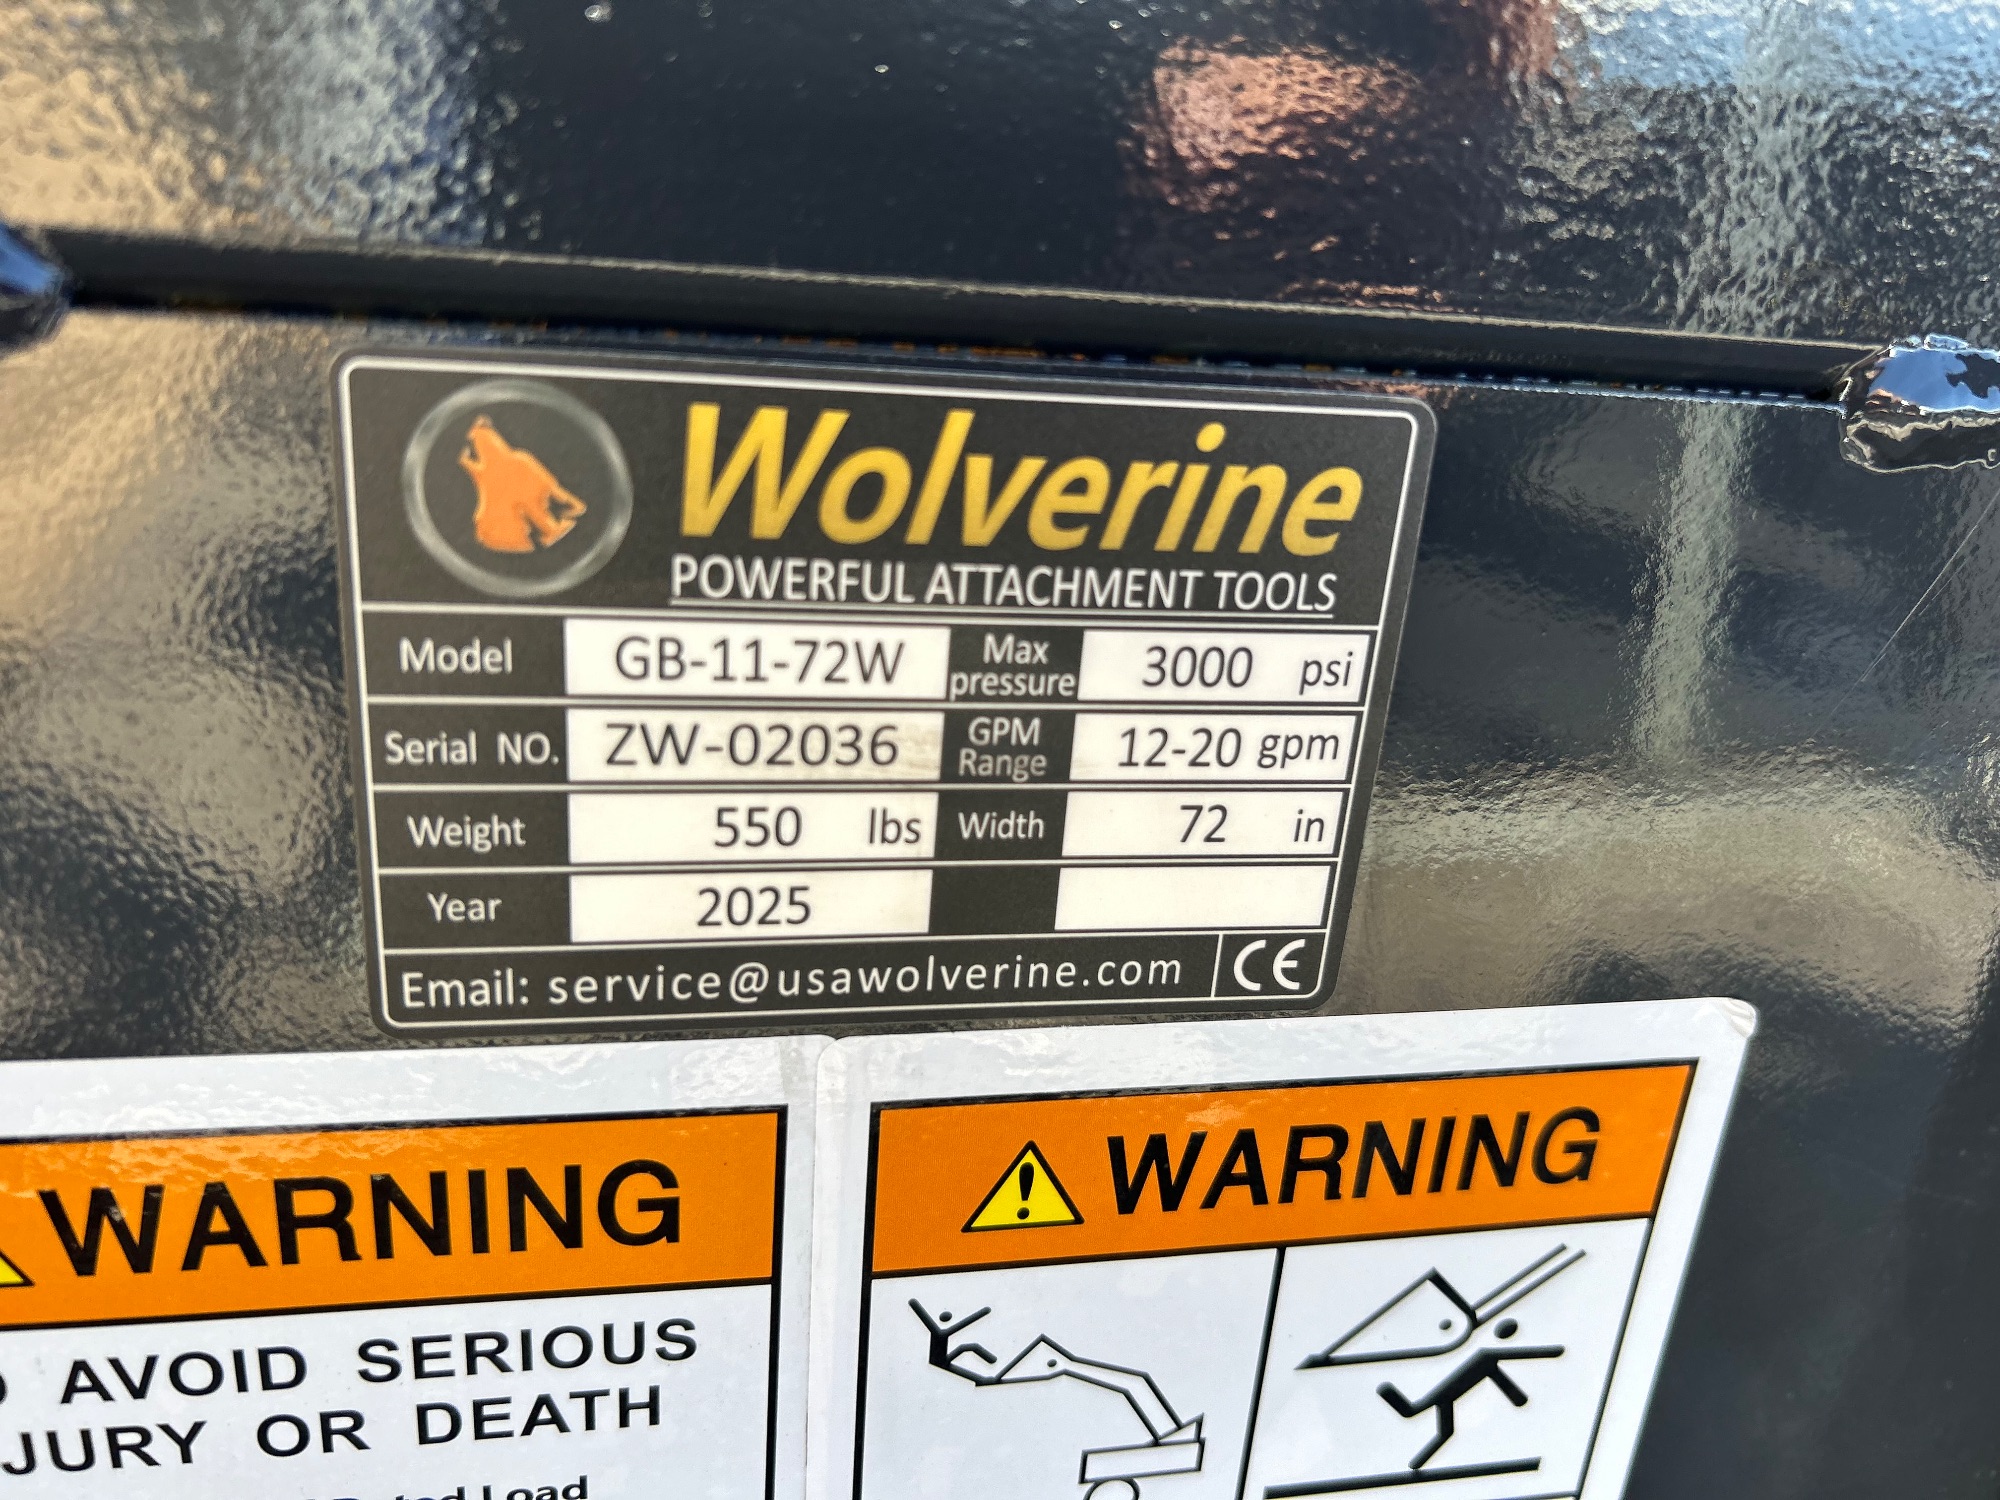 Wolverine
POWERFUL ATTACHMENT TOOLS
Model GB-11-72W Max pressure 3000 psi
Serial NO. ZW-02036 GPM Range 12-20 gpm
Weight 550 lbs Width 72 in
Year 2025
Email: service@usawolverine.com CE
WARNING
AVOID SERIOUS
JURY OR DEATH
Load
WARNING